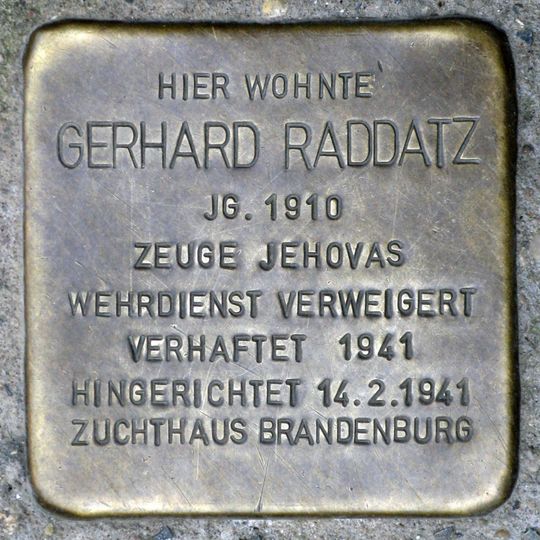 HIER WOHNTE
GERHARD RADDATZ
JG. 1910
ZEUGE JEHOVAS
WEHRDIENST VERWEIGERT
VERHAFTET 1941
HINGERICHTET 14.2.1941
ZUCHTHAUS BRANDENBURG